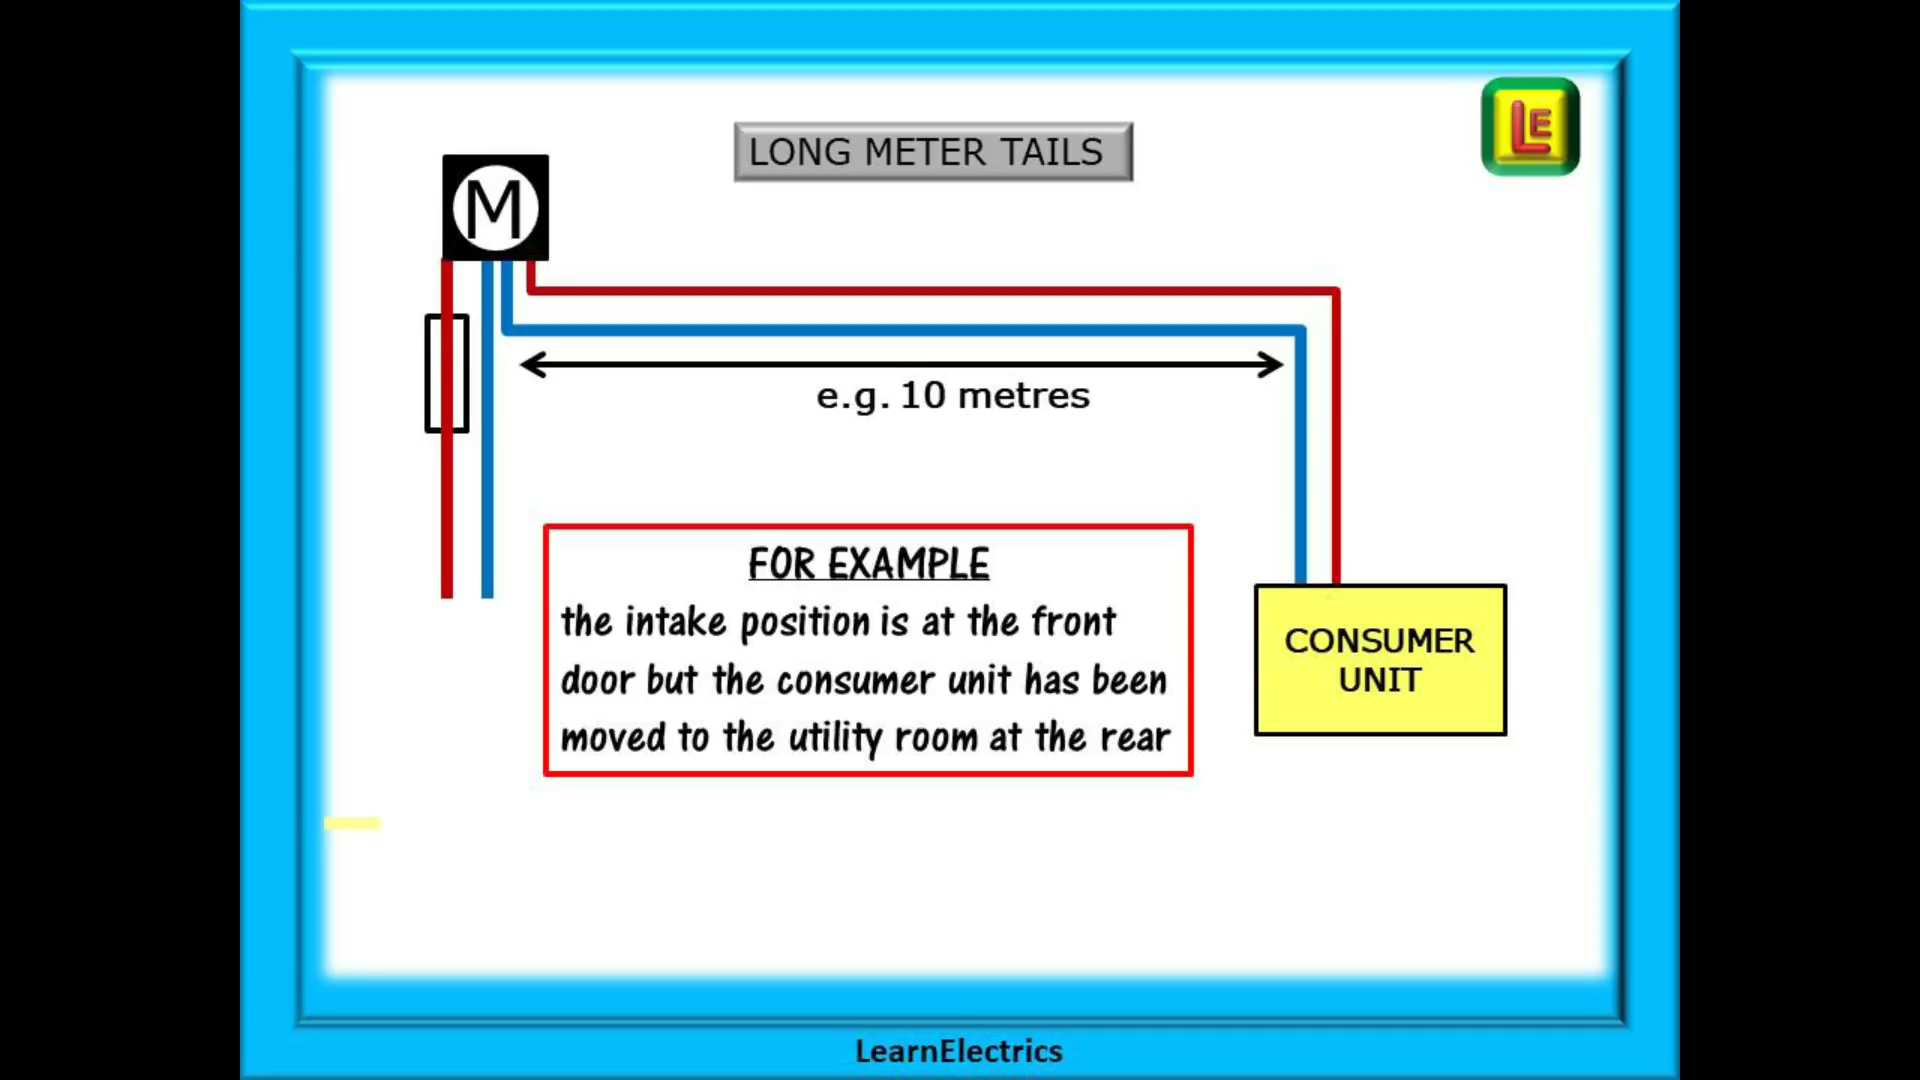 LONG METER TAILS
LE
M
e.g. 10 metres
FOR EXAMPLE
the intake position is at the front
door but the consumer unit has been
moved to the utility room at the rear
CONSUMER
UNIT
LearnElectrics